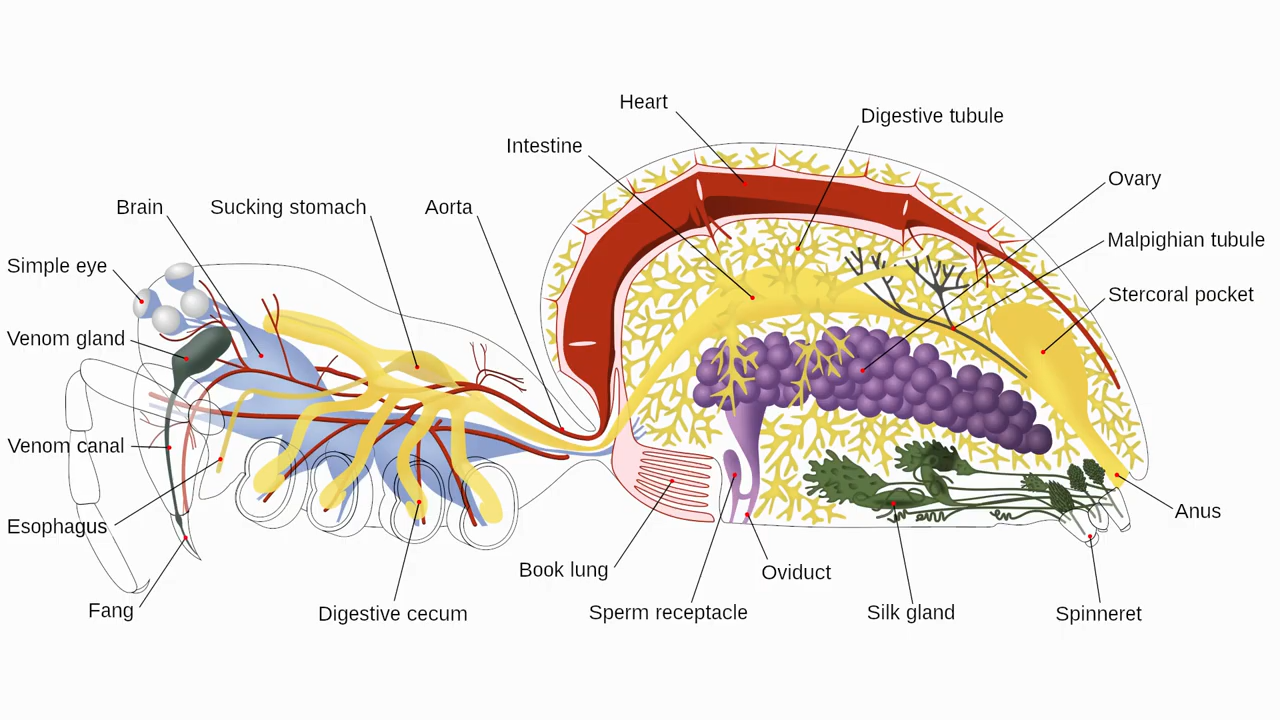 Heart
Digestive tubule
Intestine
Ovary
Brain
Sucking stomach
Aorta
Malpighian tubule
Simple eye
Stercoral pocket
Venom gland
Venom canal
Esophagus
Anus
Book lung
Oviduct
Fang
Digestive cecum
Sperm receptacle
Silk gland
Spinneret